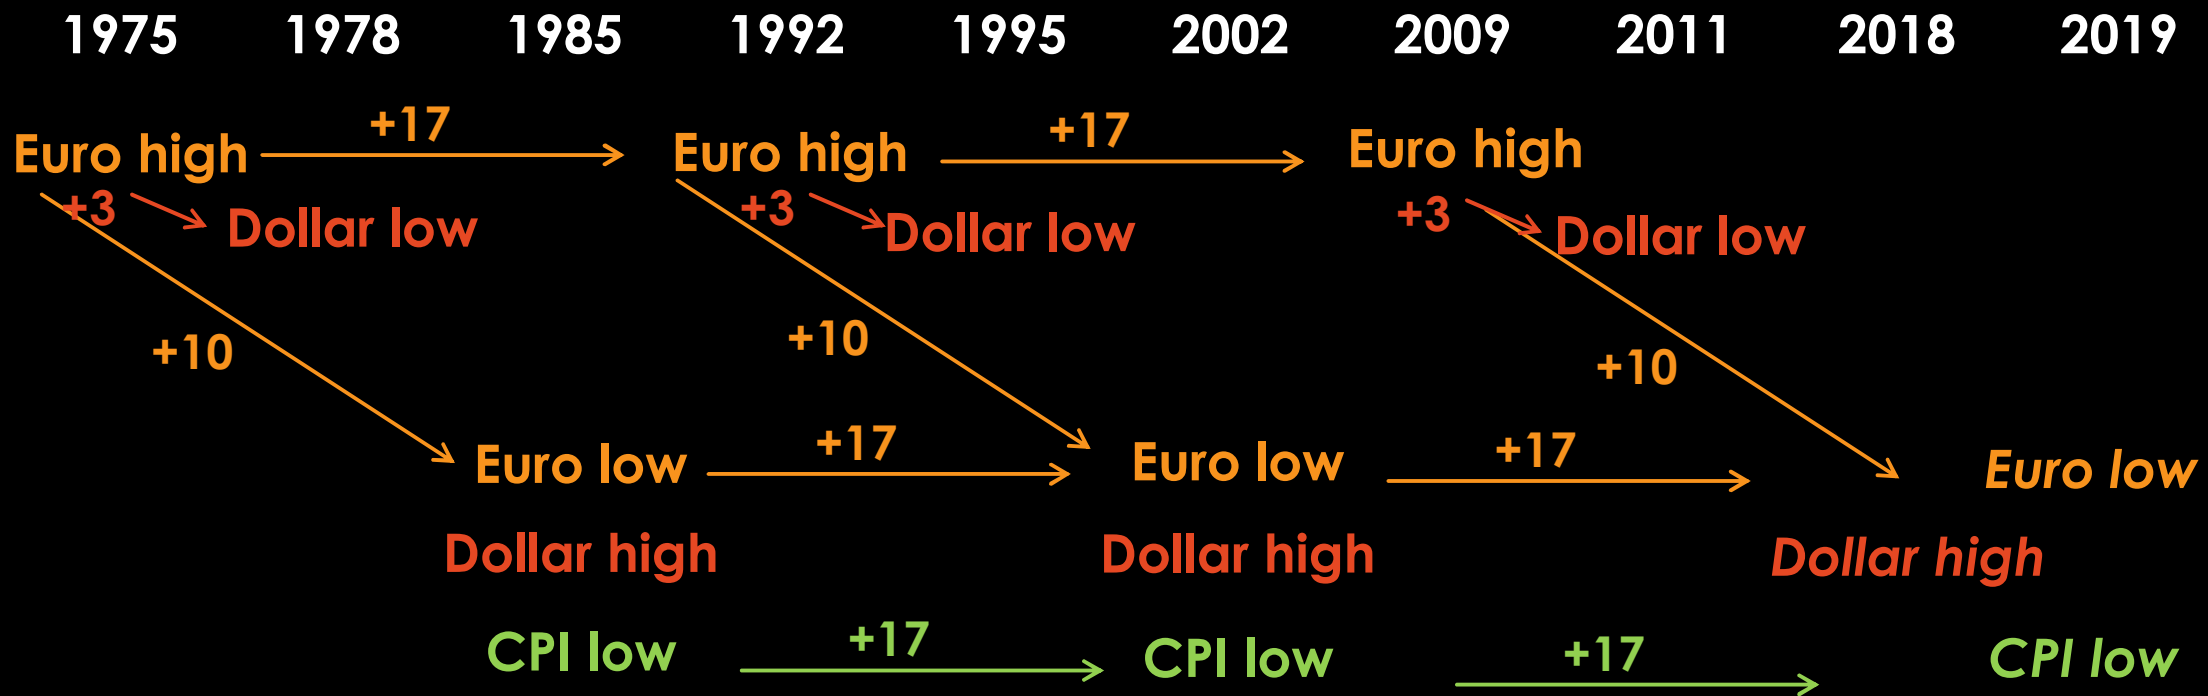 1975 1978 1985 1992 1995 2002 2009 2011 2018 2019
+17 +17
Euro high Euro high Euro high
+3 +3 +3
Dollar low Dollar low Dollar low
+10 +10 +10
+17 +17
Euro low Euro low Euro low
Dollar high Dollar high Dollar high
+17 +17
CPI low CPI low CPI low